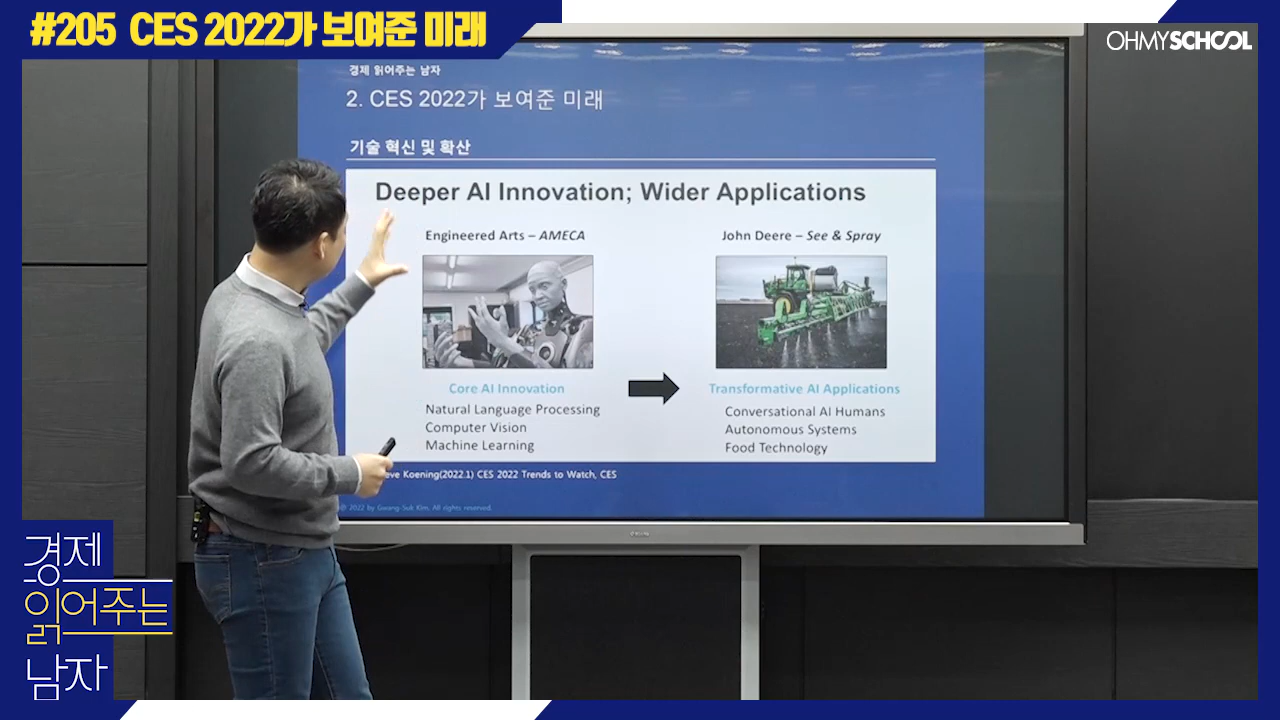 #205 CES 2022가 보여준 미래
OHMYSCHOOL
경제 읽어주는 남자
2. CES 2022가 보여준 미래
기술 혁신 및 확산
Deeper AI Innovation; Wider Applications
Engineered Arts – AMECA
John Deere – See & Spray
Core AI Innovation
Natural Language Processing
Computer Vision
Machine Learning
Transformative AI Applications
Conversational AI Humans
Autonomous Systems
Food Technology
Koening(2022.1) CES 2022 Trends to Watch, CES
@ 2022 by Gwang-Suk Kim. All rights reserved.
경제
읽어주는
남자